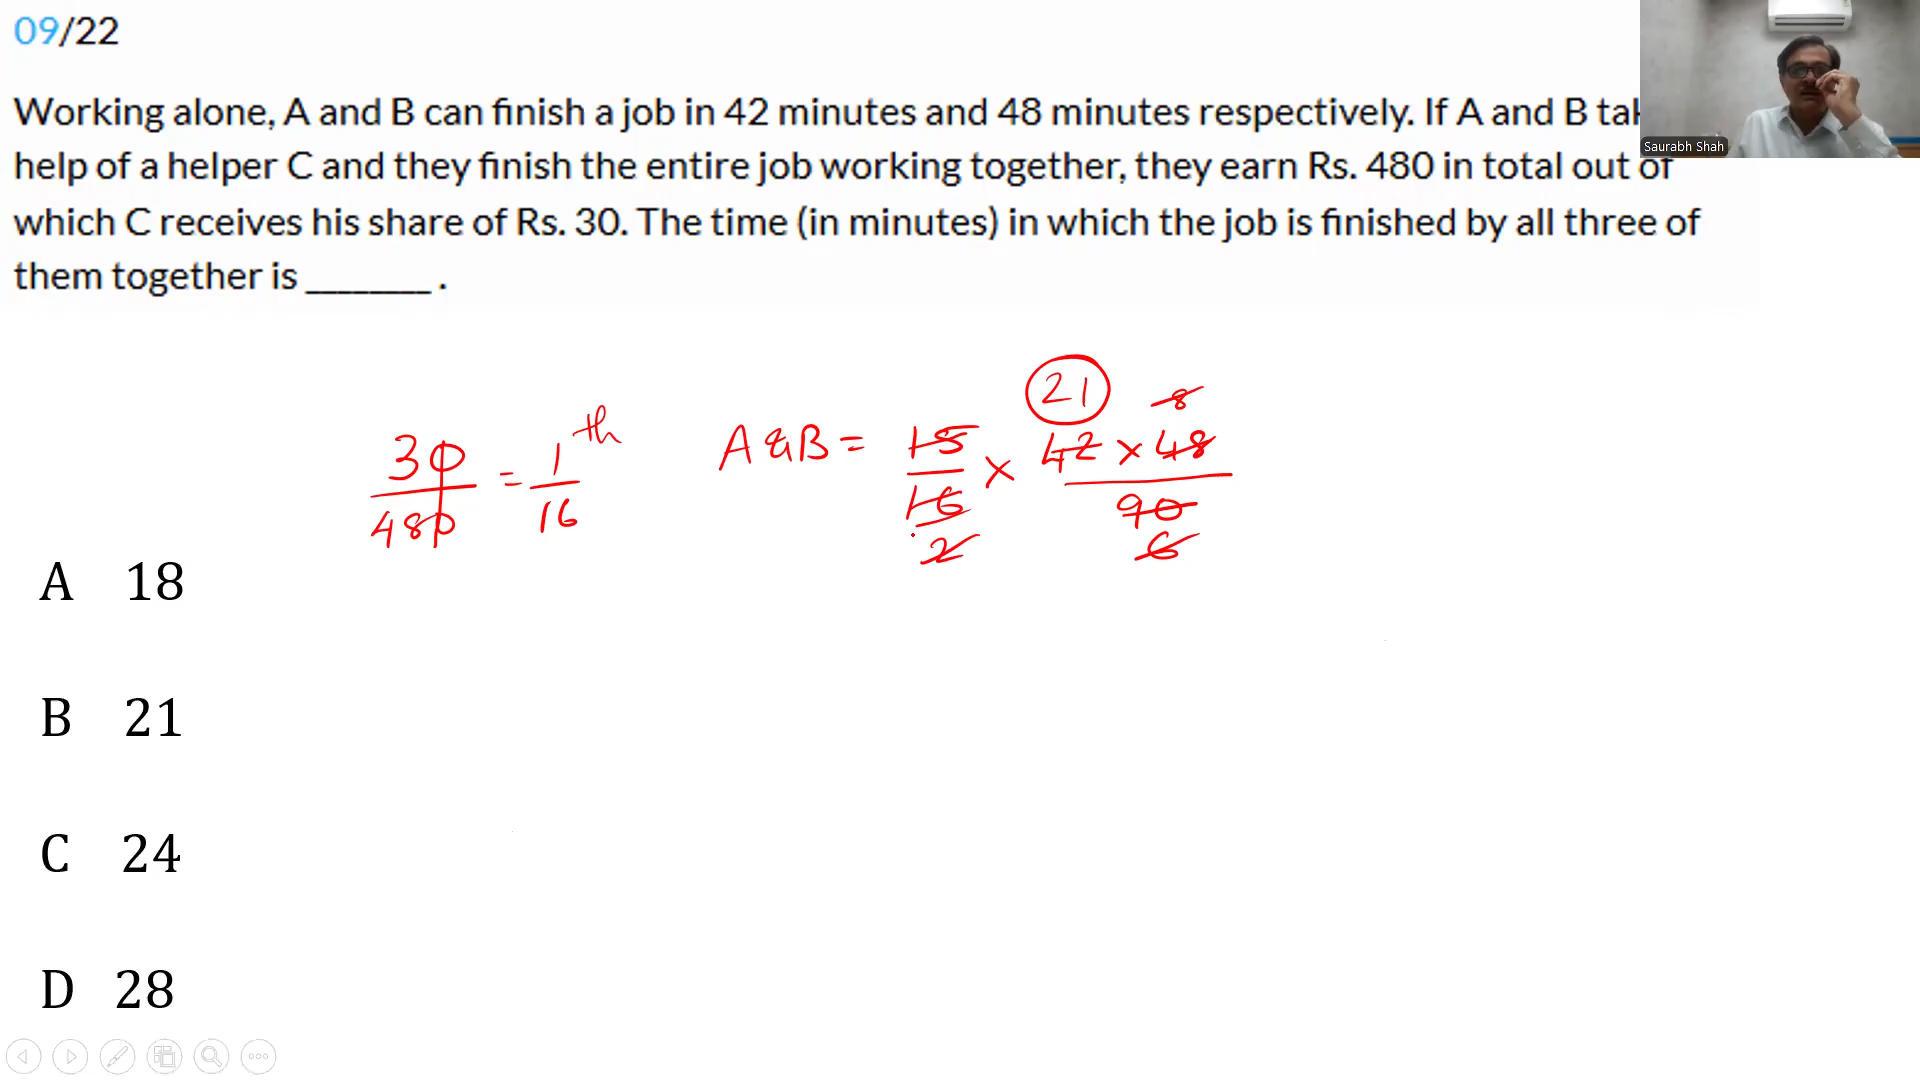 09/22
Working alone, A and B can finish a job in 42 minutes and 48 minutes respectively. If A and B
help of a helper C and they finish the entire job working together, they earn Rs. 480 in total out of
which C receives his share of Rs. 30. The time (in minutes) in which the job is finished by all three of
them together is ________ .
Saurabh Shah
30/480 = 1/16 th
A & B = 15/16 × 42 × 48/90
21
8
2
6
A 18
B 21
C 24
D 28